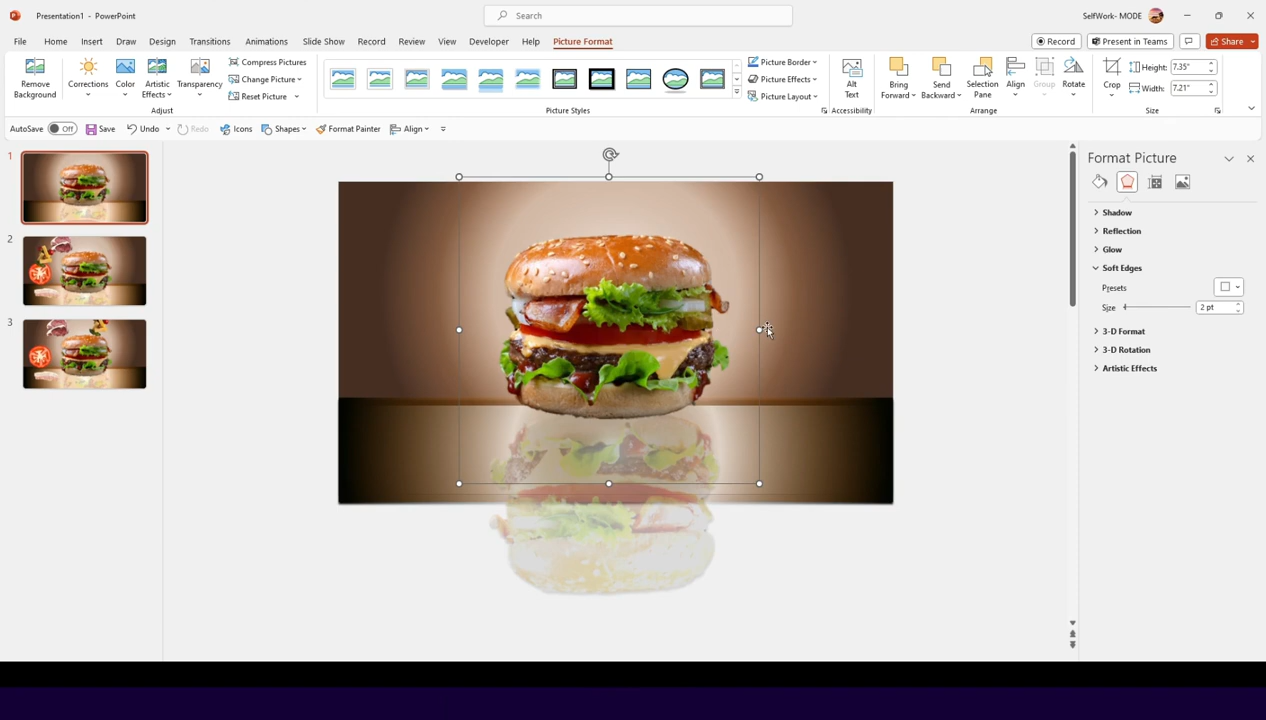 Presentation1 - PowerPoint
Search
SelfWork- MODE
File Home Insert Draw Design Transitions Animations Slide Show Record Review View Developer Help Picture Format
Record Present in Teams Share
Remove Background
Corrections
Color
Artistic Effects
Transparency
Compress Pictures
Change Picture
Reset Picture
Adjust
Picture Styles
Picture Border
Picture Effects
Picture Layout
Alt Text
Accessibility
Bring Forward
Send Backward
Selection Pane
Align
Group
Rotate
Arrange
Crop
Height: 7.35"
Width: 7.21"
Size
AutoSave Off Save Undo Redo Icons Shapes Format Painter Align
1
2
3
Format Picture
Shadow
Reflection
Glow
Soft Edges
Presets
Size 2 pt
3-D Format
3-D Rotation
Artistic Effects